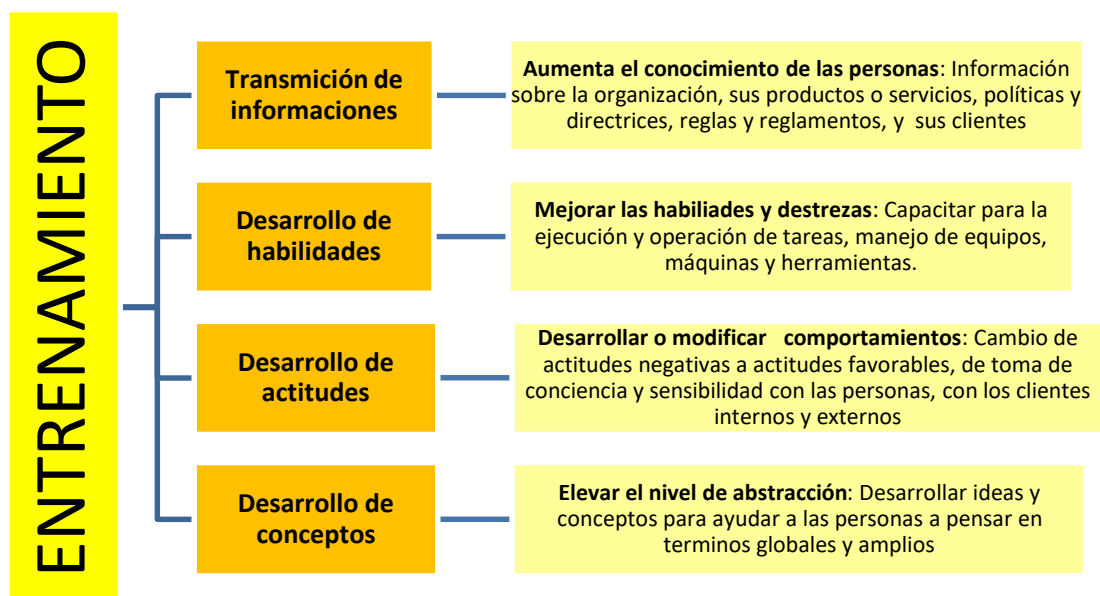 ENTRENAMIENTO
Transmición de
informaciones
Aumenta el conocimiento de las personas: Información
sobre la organización, sus productos o servicios, políticas y
directrices, reglas y reglamentos, y sus clientes
Desarrollo de
habilidades
Mejorar las habiliades y destrezas: Capacitar para la
ejecución y operación de tareas, manejo de equipos,
máquinas y herramientas.
Desarrollo de
actitudes
Desarrollar o modificar comportamientos: Cambio de
actitudes negativas a actitudes favorables, de toma de
conciencia y sensibilidad con las personas, con los clientes
internos y externos
Desarrollo de
conceptos
Elevar el nivel de abstracción: Desarrollar ideas y
conceptos para ayudar a las personas a pensar en
terminos globales y amplios